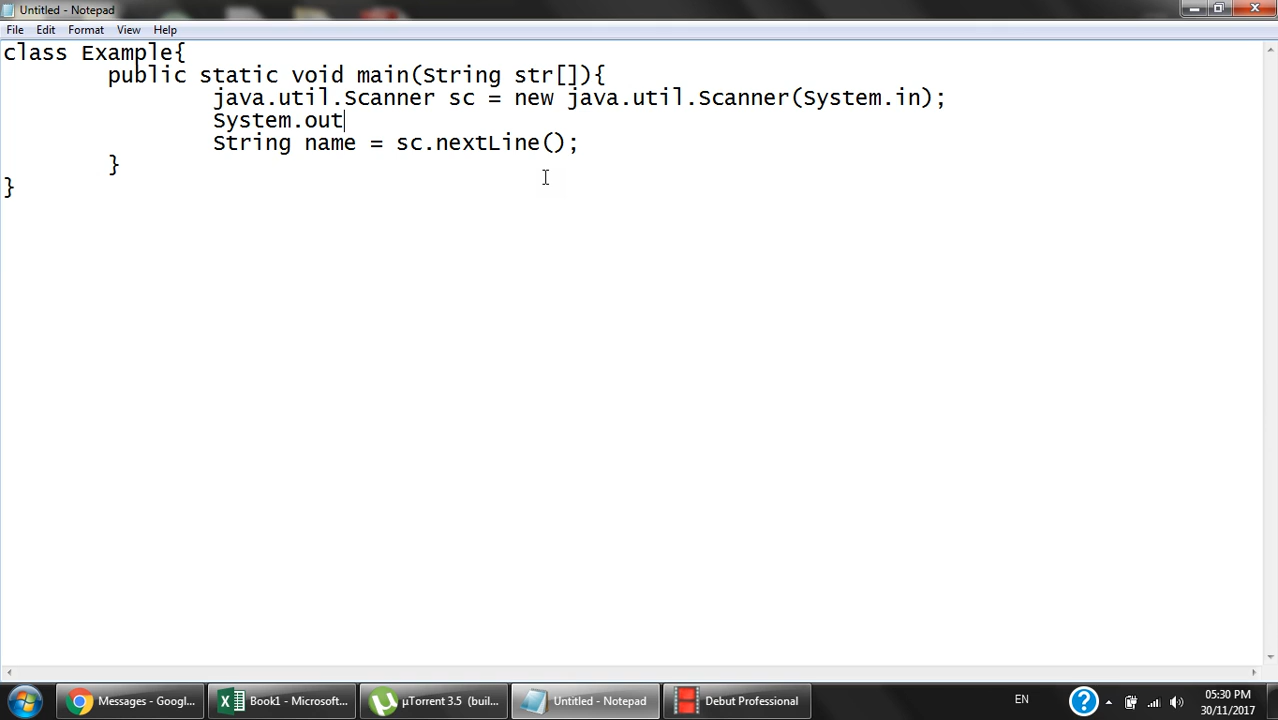 Untitled - Notepad
File Edit Format View Help
class Example{
public static void main(String str[]){
java.util.Scanner sc = new java.util.Scanner(System.in);
System.out
String name = sc.nextLine();
}
}
Messages - Googl... Book1 - Microsoft... µTorrent 3.5 (buil... Untitled - Notepad Debut Professional EN ? 05:30 PM
30/11/2017